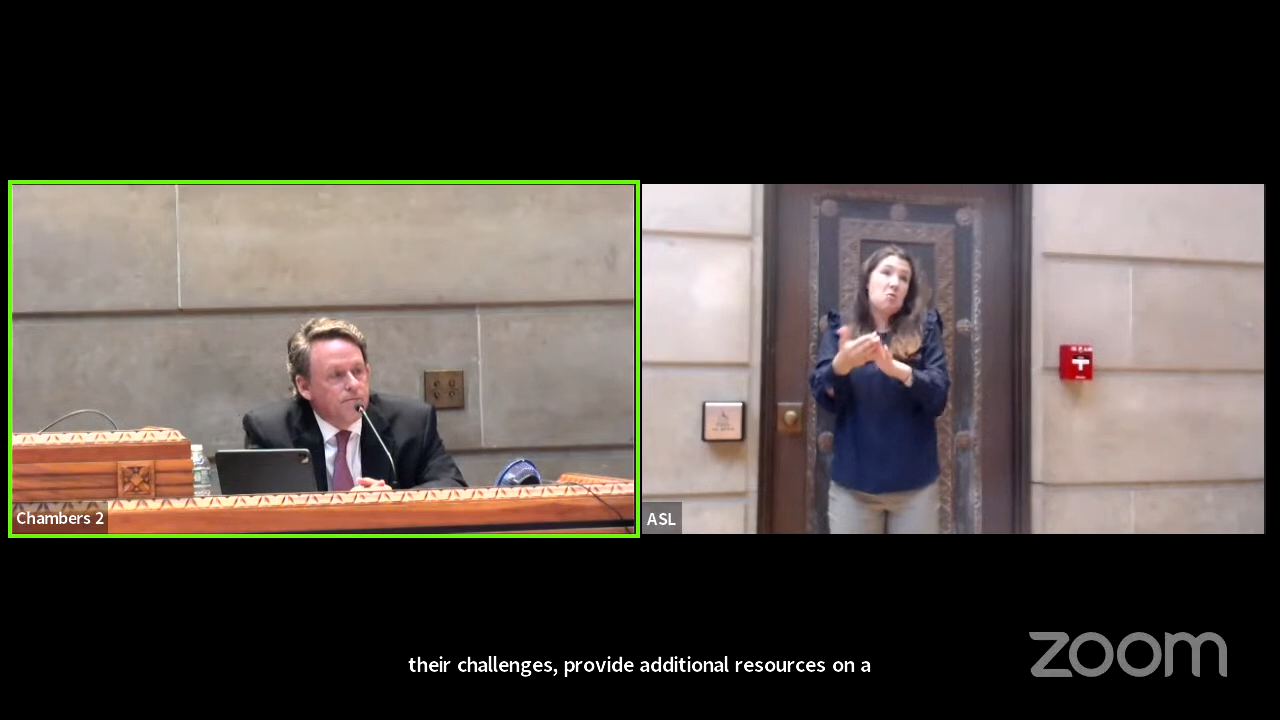 Chambers 2
ASL
their challenges, provide additional resources on a
zoom